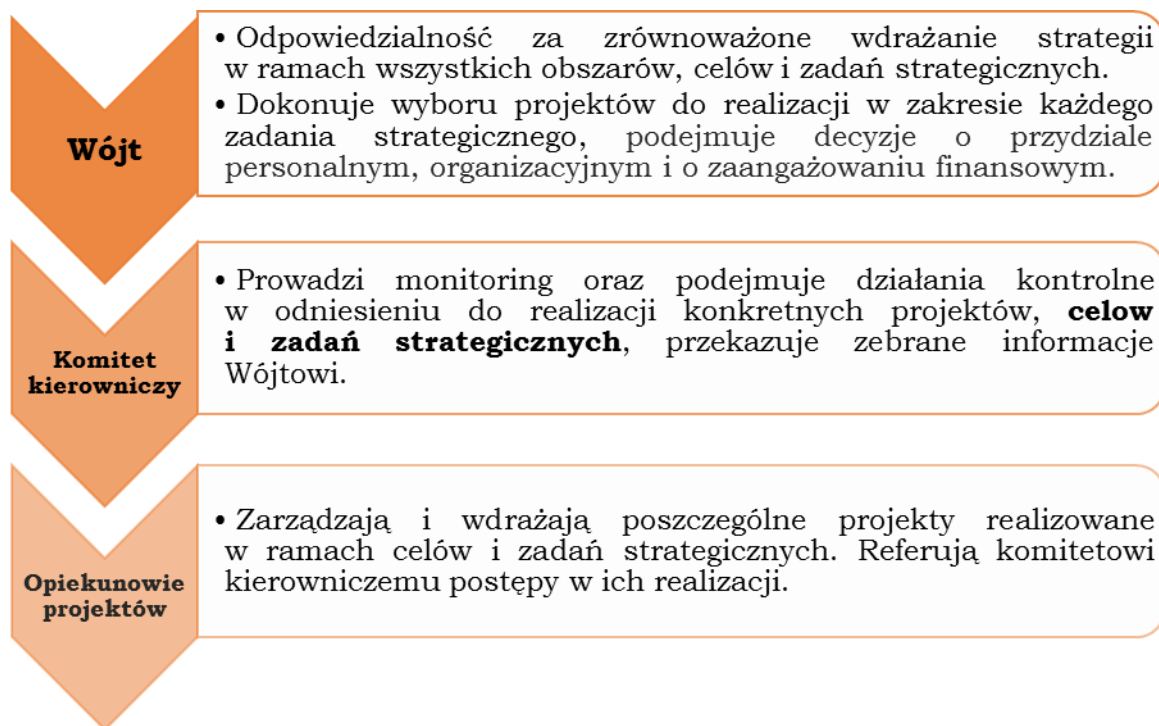 Wójt
• Odpowiedzialność za zrównoważone wdrażanie strategii
w ramach wszystkich obszarów, celów i zadań strategicznych.
• Dokonuje wyboru projektów do realizacji w zakresie każdego
zadania strategicznego, podejmuje decyzje o przydziale
personalnym, organizacyjnym i o zaangażowaniu finansowym.
Komitet
kierowniczy
• Prowadzi monitoring oraz podejmuje działania kontrolne
w odniesieniu do realizacji konkretnych projektów, celow
i zadań strategicznych, przekazuje zebrane informacje
Wójtowi.
Opiekunowie
projektów
• Zarządzają i wdrażają poszczególne projekty realizowane
w ramach celów i zadań strategicznych. Referują komitetowi
kierowniczemu postępy w ich realizacji.